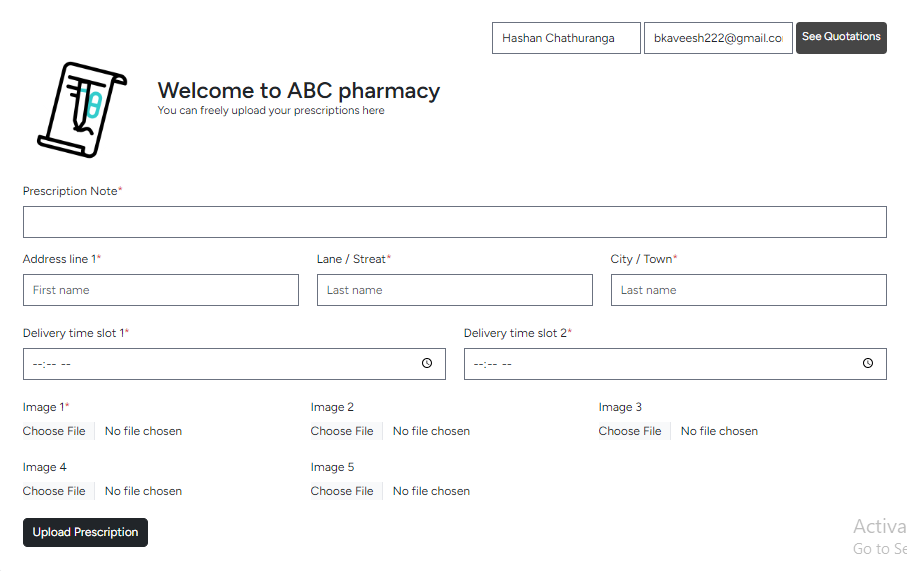 Hashan Chathuranga bkaveesh222@gmail.co See Quotations
Welcome to ABC pharmacy
You can freely upload your prescriptions here
Prescription Note*
Address line 1* Lane / Streat* City / Town*
First name Last name Last name
Delivery time slot 1* Delivery time slot 2*
--:-- -- --:-- --
Image 1* Image 2 Image 3
Choose File No file chosen Choose File No file chosen Choose File No file chosen
Image 4 Image 5
Choose File No file chosen Choose File No file chosen
Upload Prescription
Activa
Go to Se